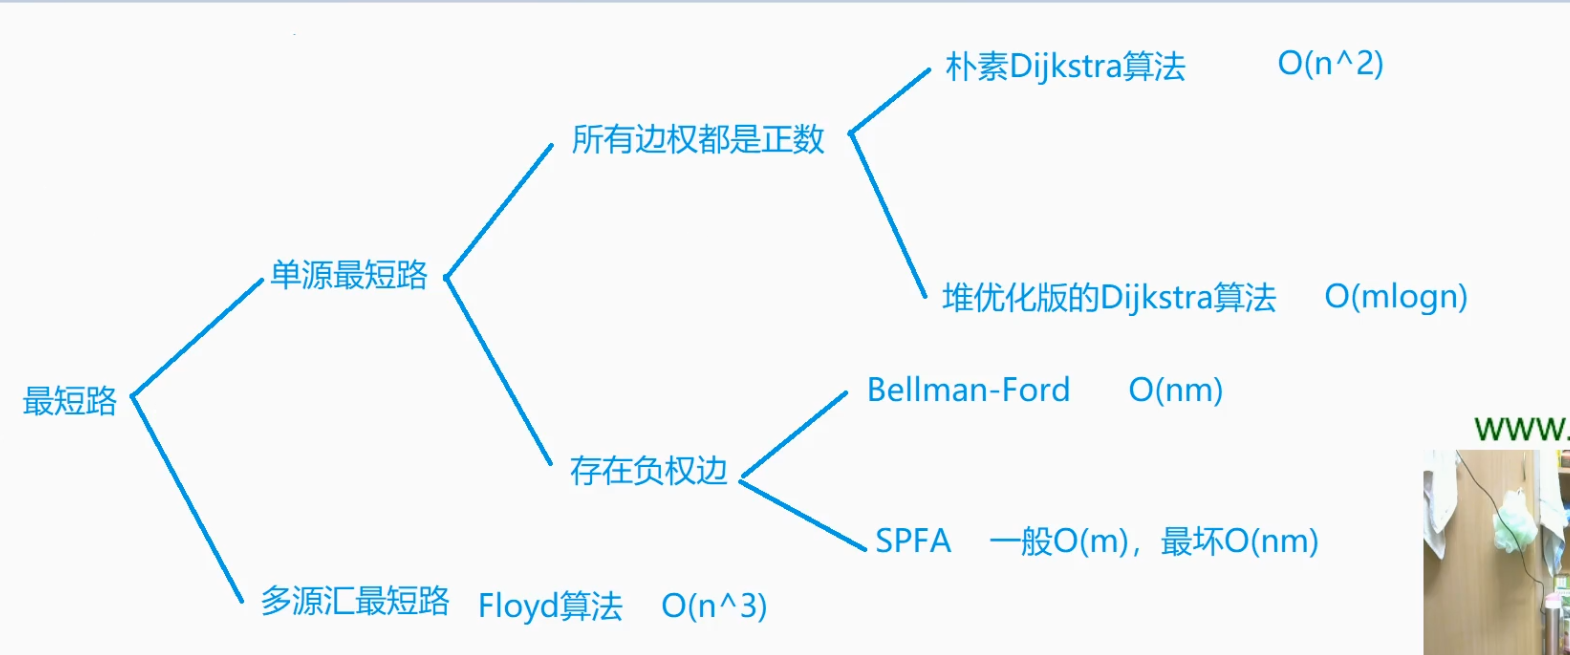 朴素Dijkstra算法 O(n^2)
所有边权都是正数
单源最短路
堆优化版的Dijkstra算法 O(mlogn)
最短路
Bellman-Ford O(nm)
www.
存在负权边
SPFA 一般O(m)，最坏O(nm)
多源汇最短路 Floyd算法 O(n^3)